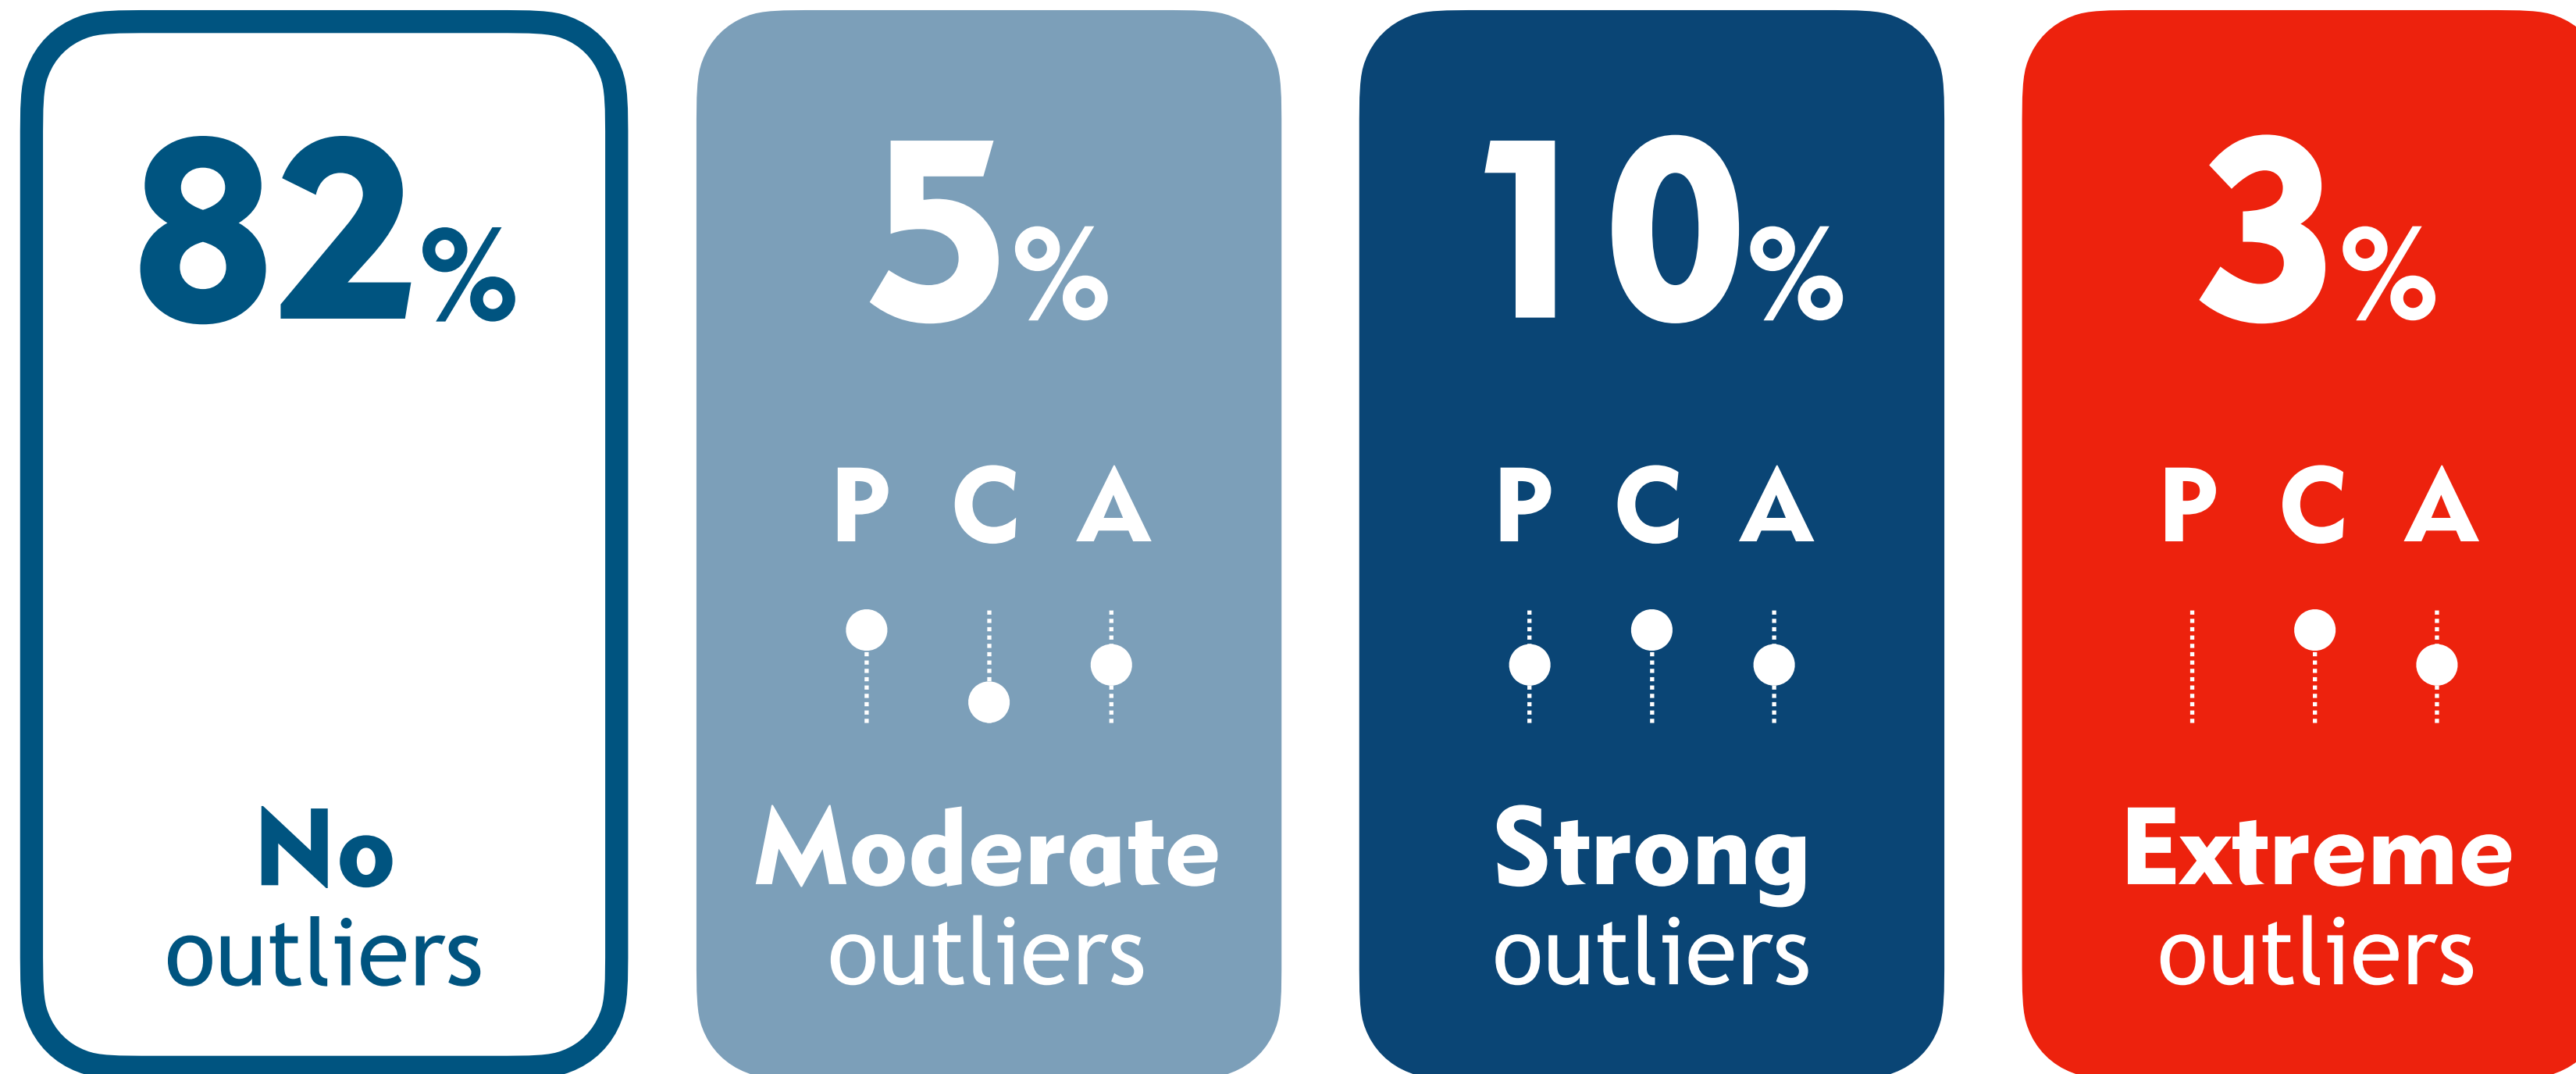 82%
No
outliers
5%
P C A
Moderate
outliers
10%
P C A
Strong
outliers
3%
P C A
Extreme
outliers